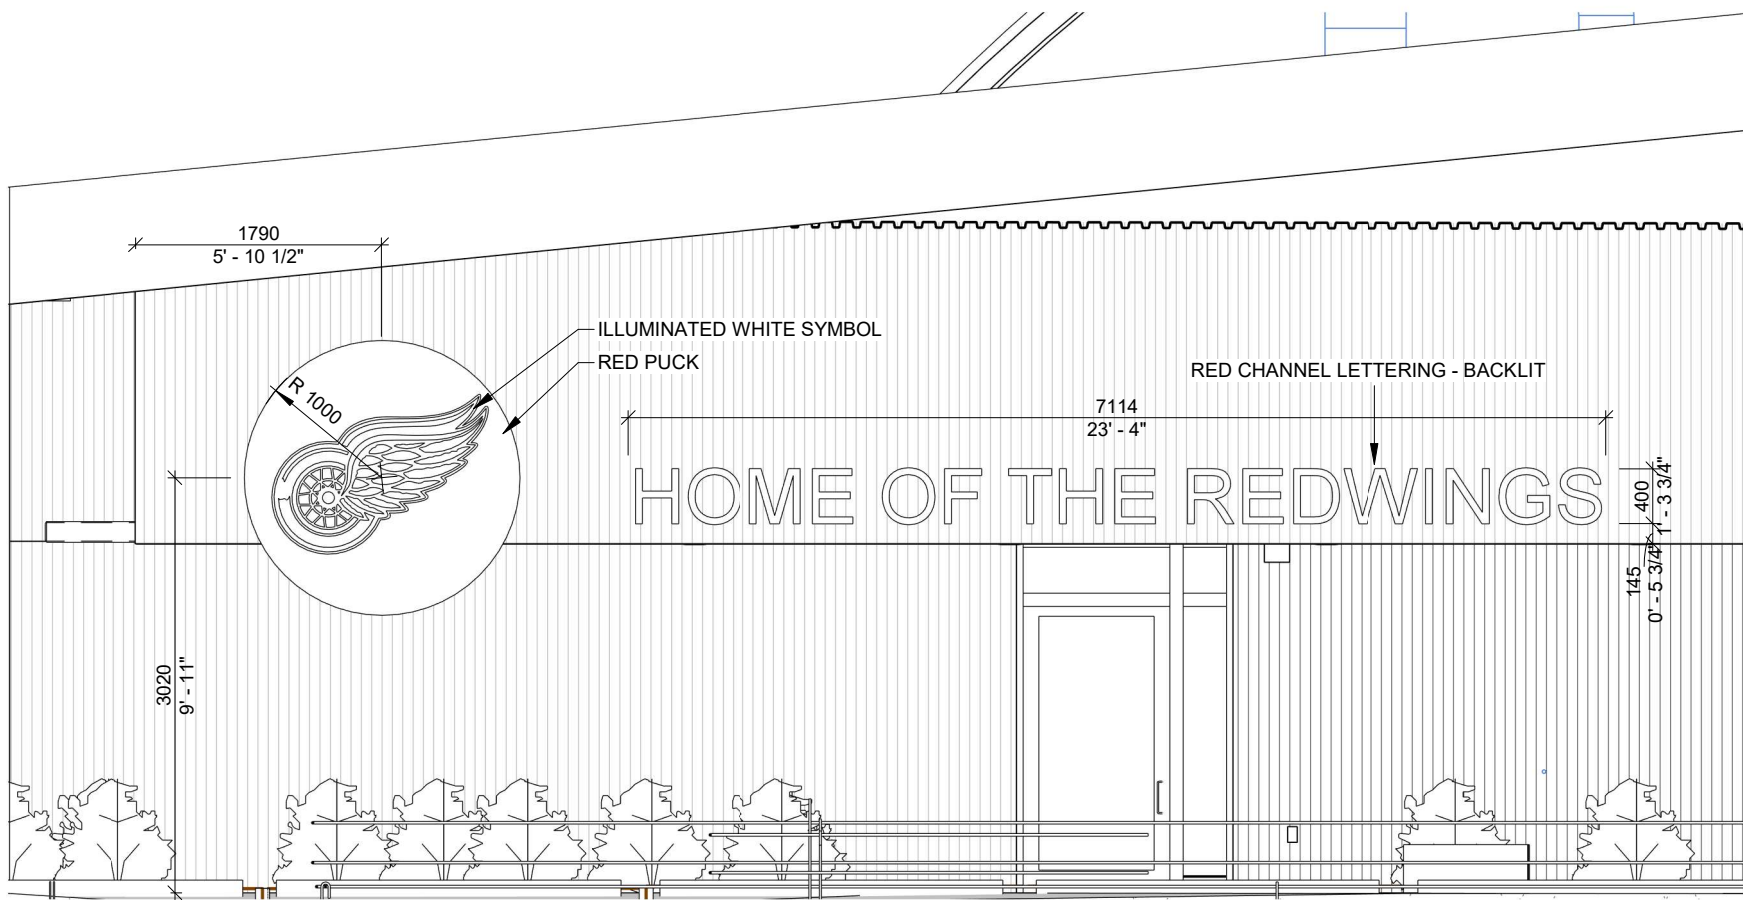 1790
5' - 10 1/2"
ILLUMINATED WHITE SYMBOL
RED PUCK
R 1000
RED CHANNEL LETTERING - BACKLIT
7114
23' - 4"
HOME OF THE REDWINGS
400
1' - 3 3/4"
145
0' - 5 3/4"
3020
9' - 11"